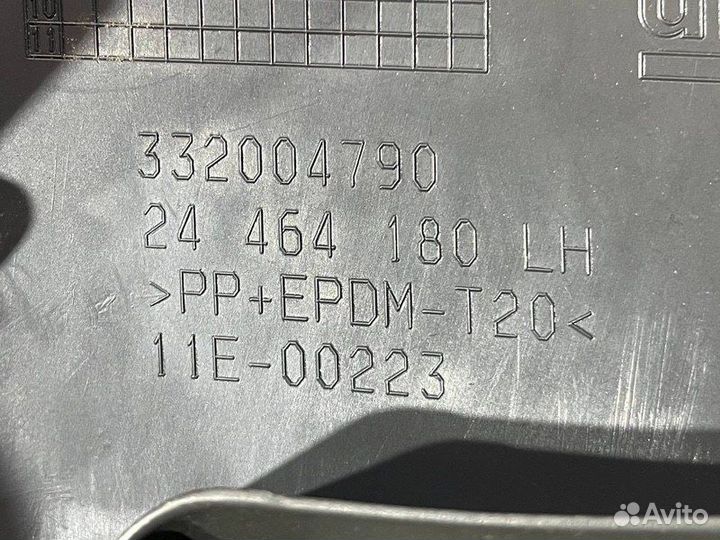 10
11
332004790
24 464 180 LH
>PP+EPDM-T20<
11E-00223
Avito